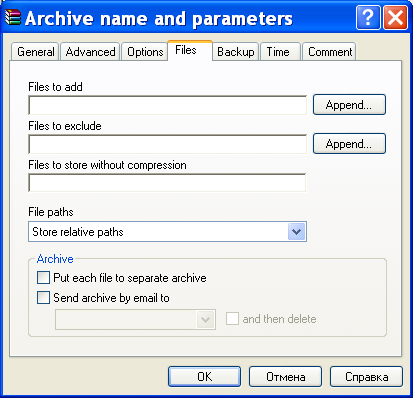 Archive name and parameters
General Advanced Options Files Backup Time Comment
Files to add
Append...
Files to exclude
Append...
Files to store without compression
File paths
Store relative paths
Archive
Put each file to separate archive
Send archive by email to
and then delete
OK Отмена Справка